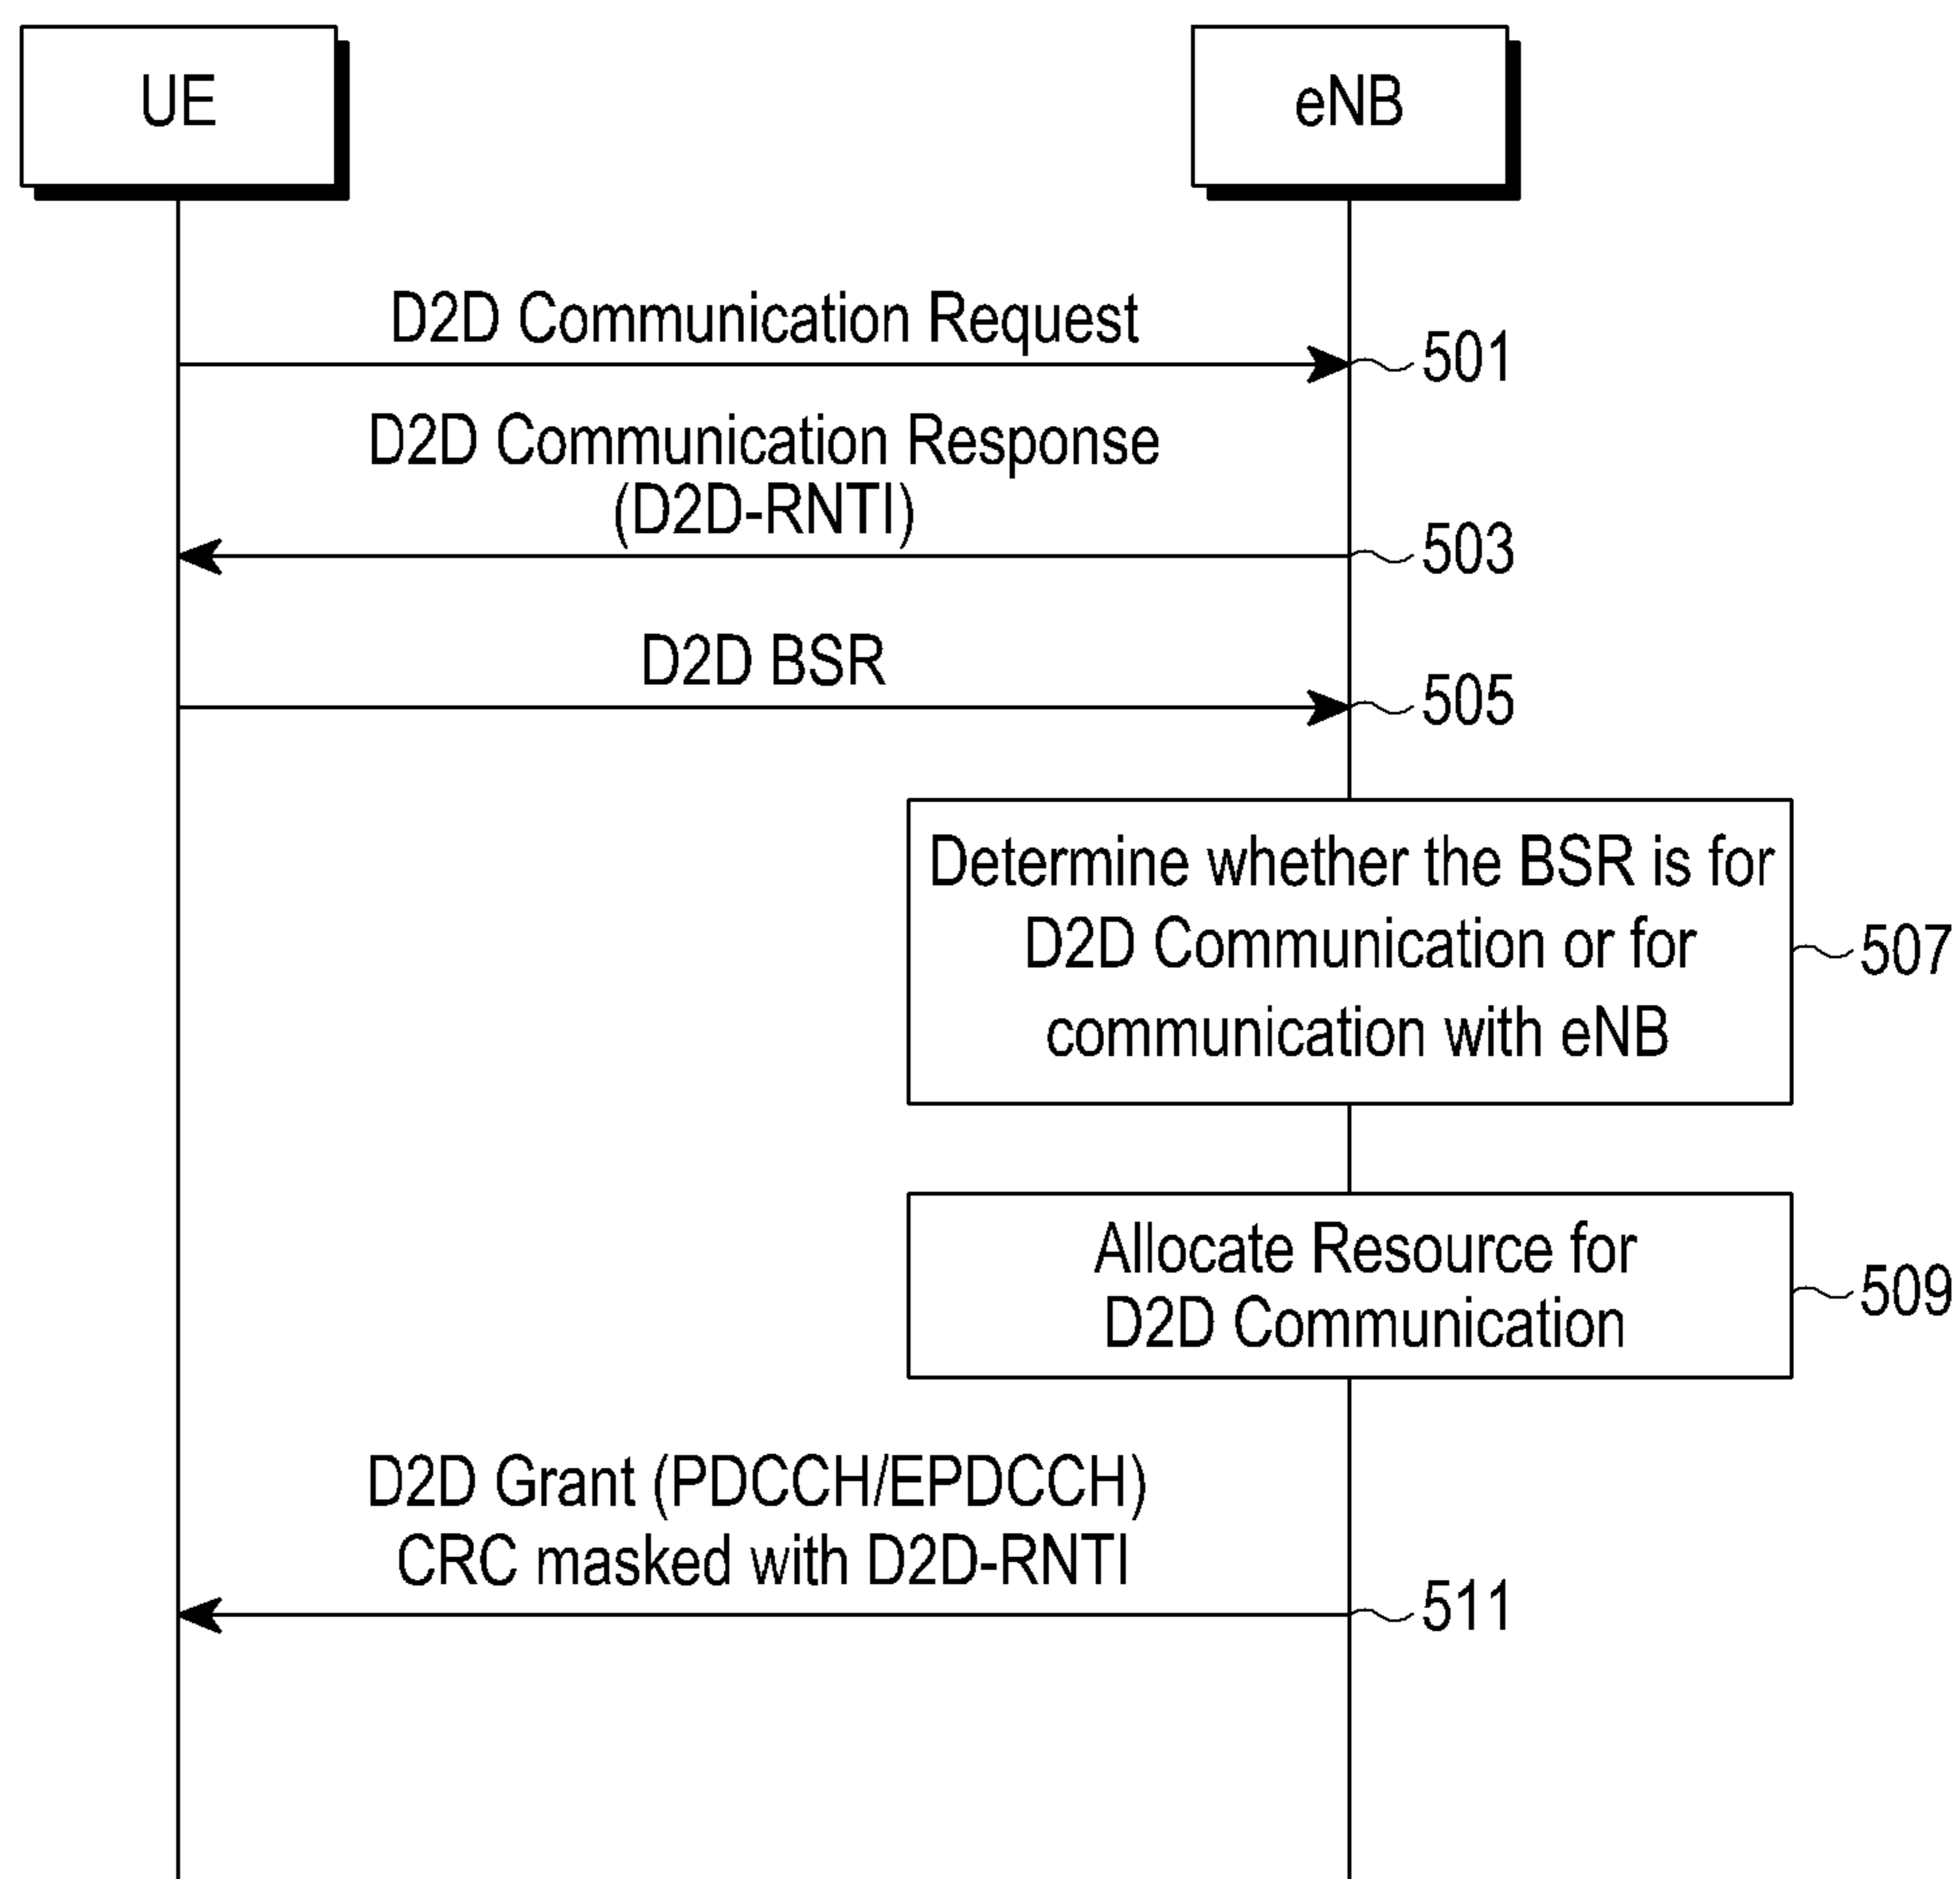 UE
eNB
D2D Communication Request
501
D2D Communication Response
(D2D-RNTI)
503
D2D BSR
505
Determine whether the BSR is for
D2D Communication or for
communication with eNB
507
Allocate Resource for
D2D Communication
509
D2D Grant (PDCCH/EPDCCH)
CRC masked with D2D-RNTI
511